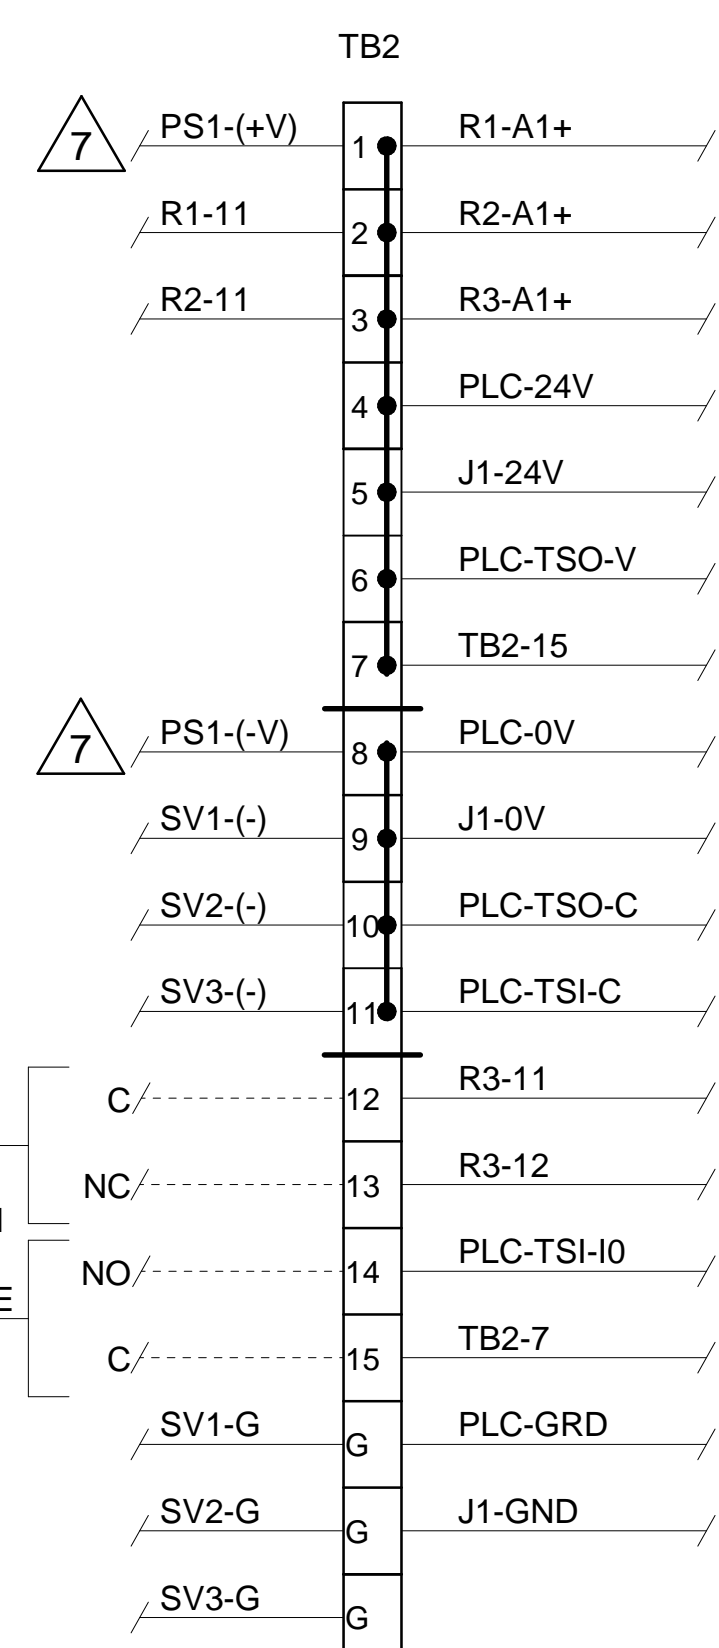 TB2
7 PS1-(+V) 1 R1-A1+
R1-11 2 R2-A1+
R2-11 3 R3-A1+
4 PLC-24V
5 J1-24V
6 PLC-TSO-V
7 TB2-15
7 PS1-(-V) 8 PLC-0V
SV1-(-) 9 J1-0V
SV2-(-) 10 PLC-TSO-C
SV3-(-) 11 PLC-TSI-C
C 12 R3-11
NC 13 R3-12
NO 14 PLC-TSI-I0
E
C 15 TB2-7
SV1-G G PLC-GRD
SV2-G G J1-GND
SV3-G G